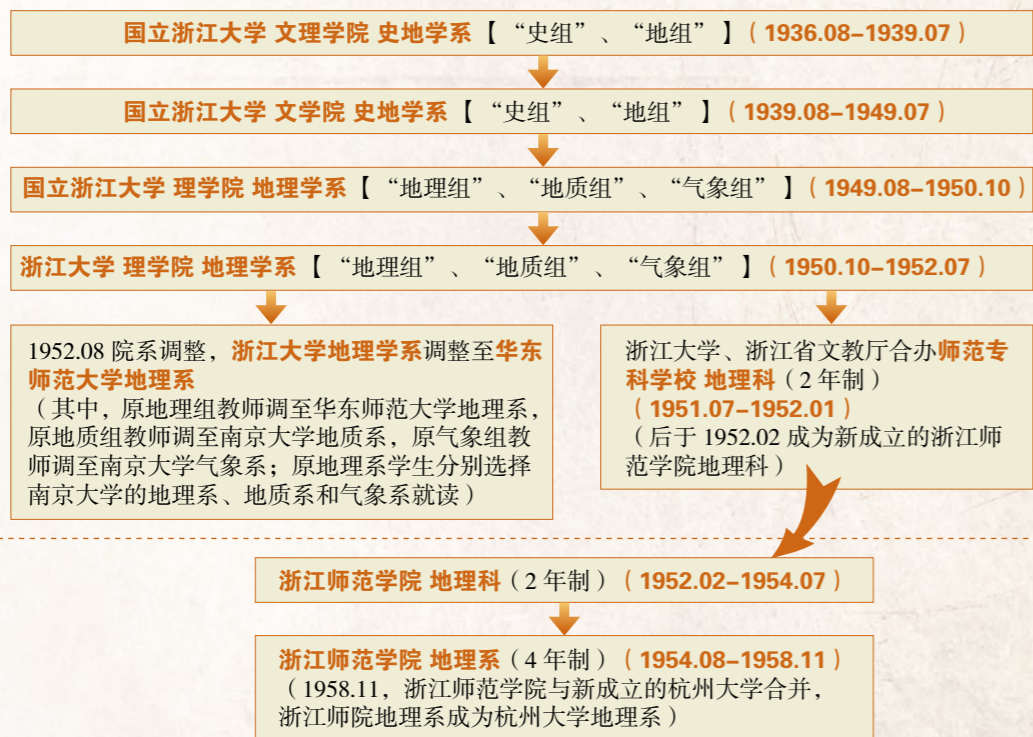 国立浙江大学 文理学院 史地学系【 “史组”、“地组” 】（1936.08–1939.07）
国立浙江大学 文学院 史地学系【 “史组”、“地组” 】（1939.08–1949.07）
国立浙江大学 理学院 地理学系【 “地理组”、“地质组”、“气象组” 】（1949.08–1950.10）
浙江大学 理学院 地理学系【 “地理组”、“地质组”、“气象组” 】（1950.10–1952.07）
1952.08 院系调整，浙江大学地理学系调整至华东
师范大学地理系
（其中，原地理组教师调至华东师范大学地理系，
原地质组教师调至南京大学地质系，原气象组教
师调至南京大学气象系；原地理系学生分别选择
南京大学的地理系、地质系和气象系就读）
浙江大学、浙江省文教厅合办师范专
科学校 地理科（2 年制）
（1951.07–1952.01）
（后于 1952.02 成为新成立的浙江师
范学院地理科）
浙江师范学院 地理科（2 年制）（1952.02–1954.07）
浙江师范学院 地理系（4 年制）（1954.08–1958.11）
（1958.11，浙江师范学院与新成立的杭州大学合并，
浙江师院地理系成为杭州大学地理系）